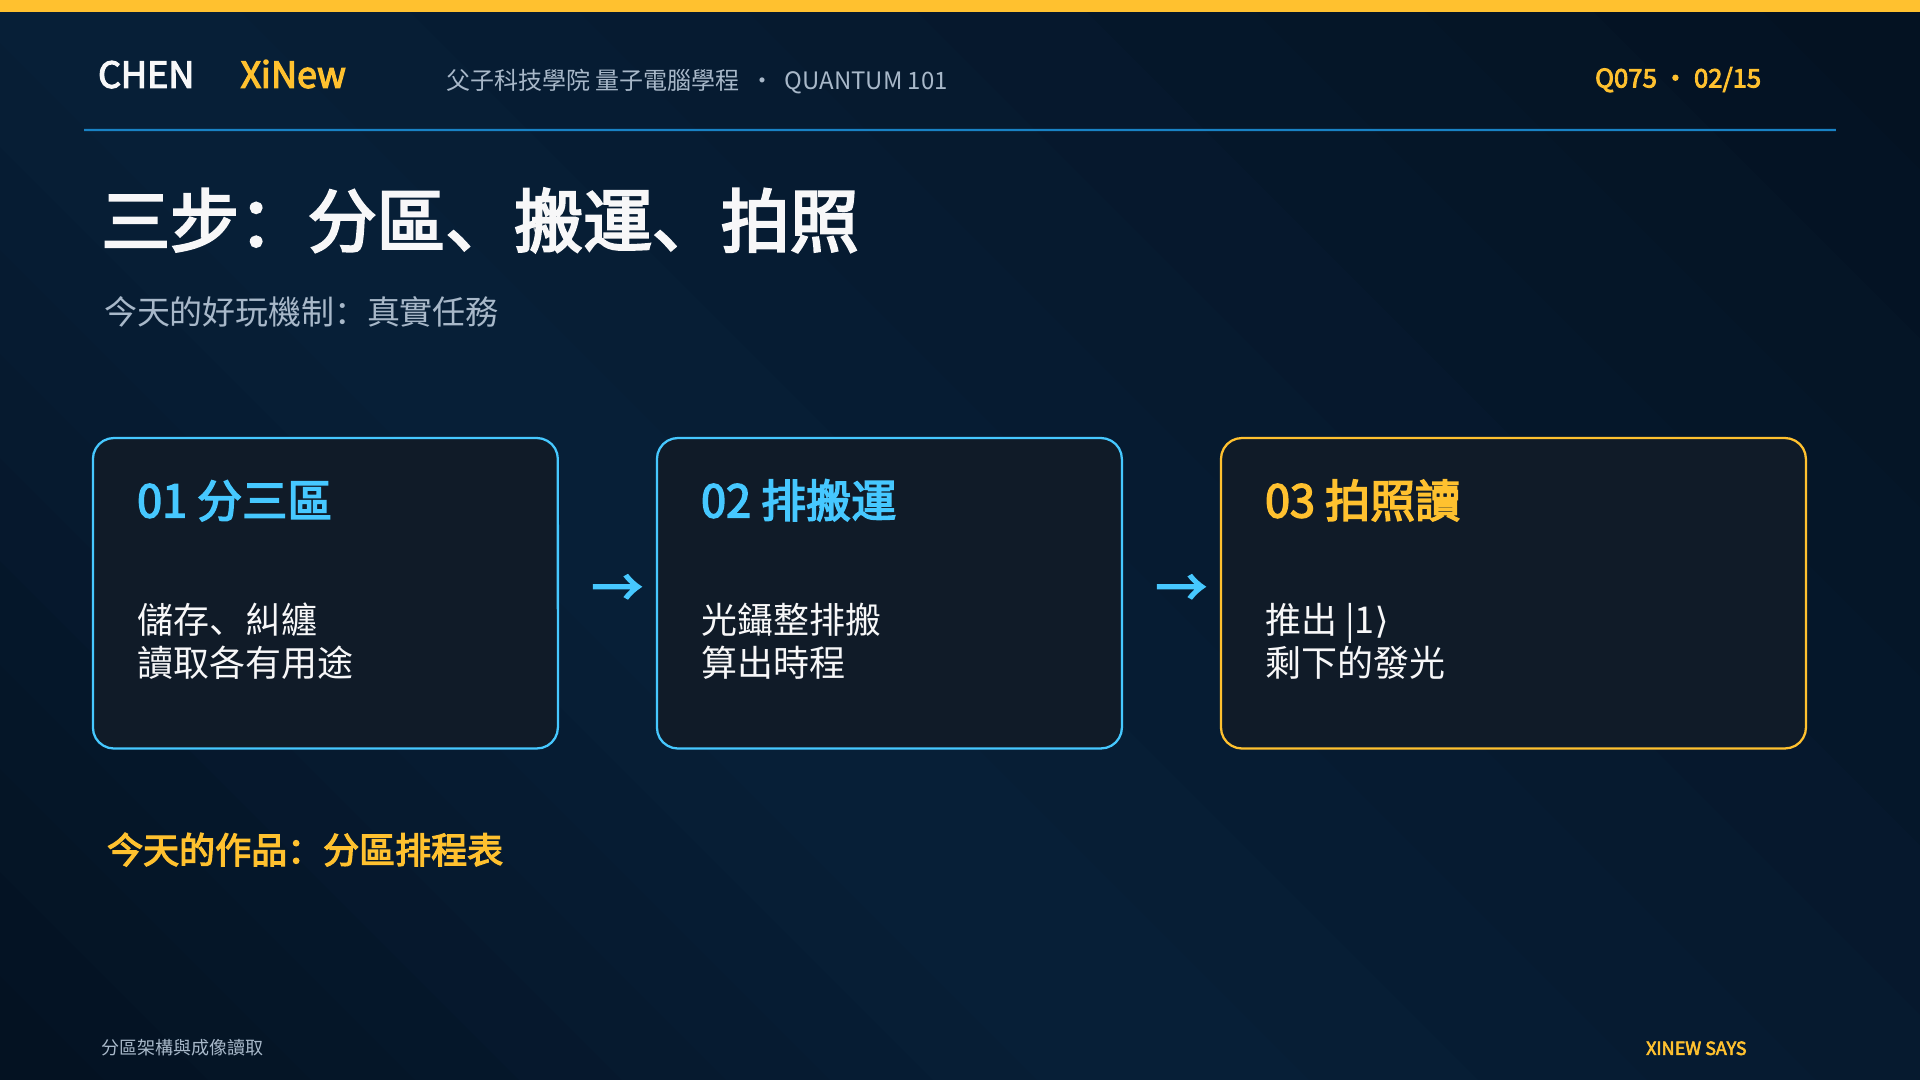 CHEN XiNew 父子科技學院 量子電腦學程 · QUANTUM 101
Q075 · 02/15
三步：分區、搬運、拍照
今天的好玩機制：真實任務
01 分三區
儲存、糾纏
讀取各有用途
→
02 排搬運
光鑷整排搬
算出時程
→
03 拍照讀
推出 |1⟩
剩下的發光
今天的作品：分區排程表
分區架構與成像讀取
XINEW SAYS